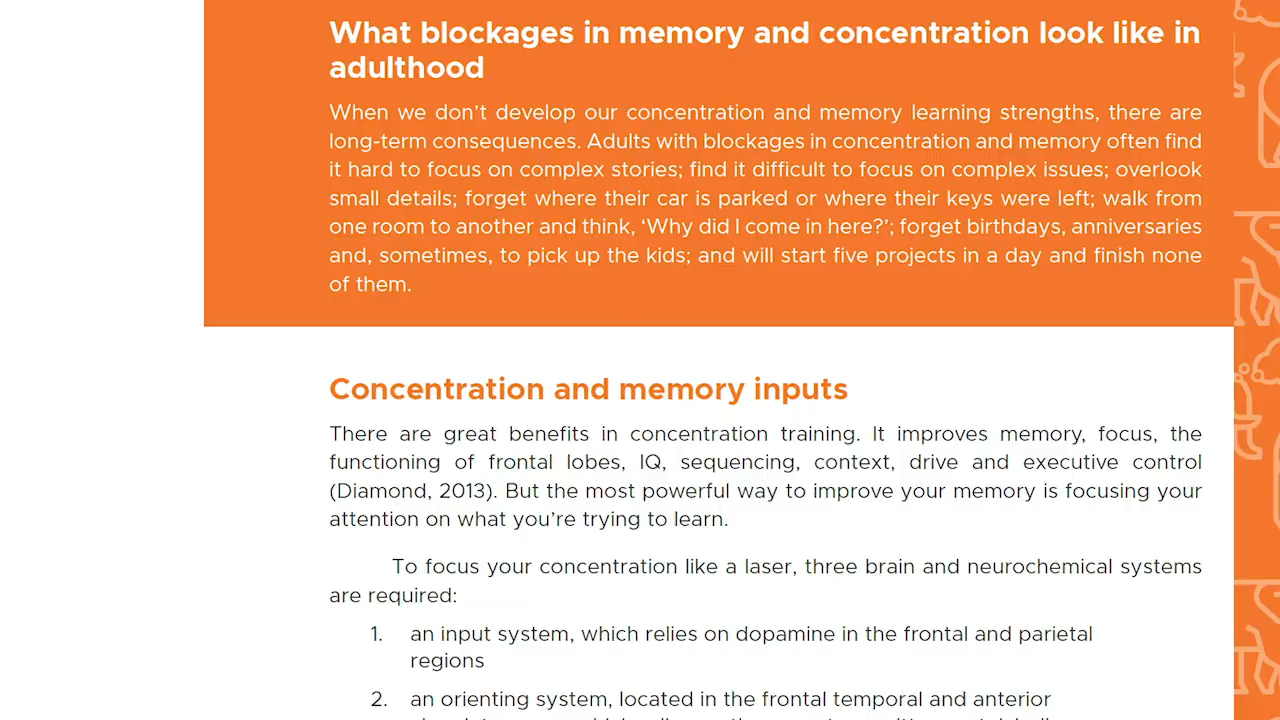 What blockages in memory and concentration look like in
adulthood
When we don’t develop our concentration and memory learning strengths, there are
long-term consequences. Adults with blockages in concentration and memory often find
it hard to focus on complex stories; find it difficult to focus on complex issues; overlook
small details; forget where their car is parked or where their keys were left; walk from
one room to another and think, ‘Why did I come in here?’; forget birthdays, anniversaries
and, sometimes, to pick up the kids; and will start five projects in a day and finish none
of them.
Concentration and memory inputs
There are great benefits in concentration training. It improves memory, focus, the
functioning of frontal lobes, IQ, sequencing, context, drive and executive control
(Diamond, 2013). But the most powerful way to improve your memory is focusing your
attention on what you’re trying to learn.
To focus your concentration like a laser, three brain and neurochemical systems
are required:
1. an input system, which relies on dopamine in the frontal and parietal
regions
2. an orienting system, located in the frontal temporal and anterior